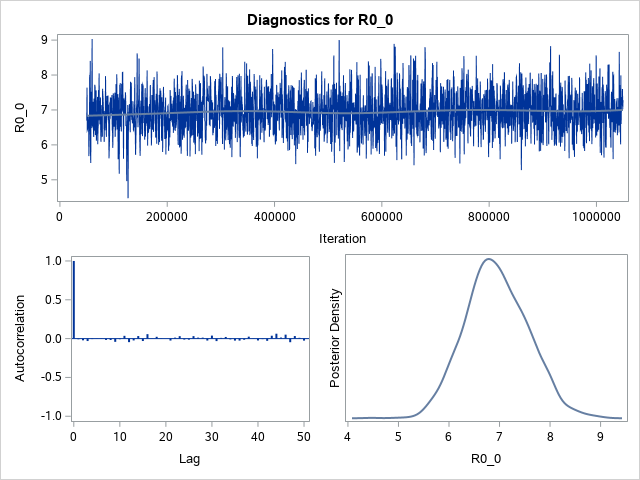 Diagnostics for R0_0
9
8
7
6
5
R0_0
0 200000 400000 600000 800000 1000000
Iteration
1.0
0.5
0.0
-0.5
-1.0
Autocorrelation
0 10 20 30 40 50
Lag
Posterior Density
4 5 6 7 8 9
R0_0